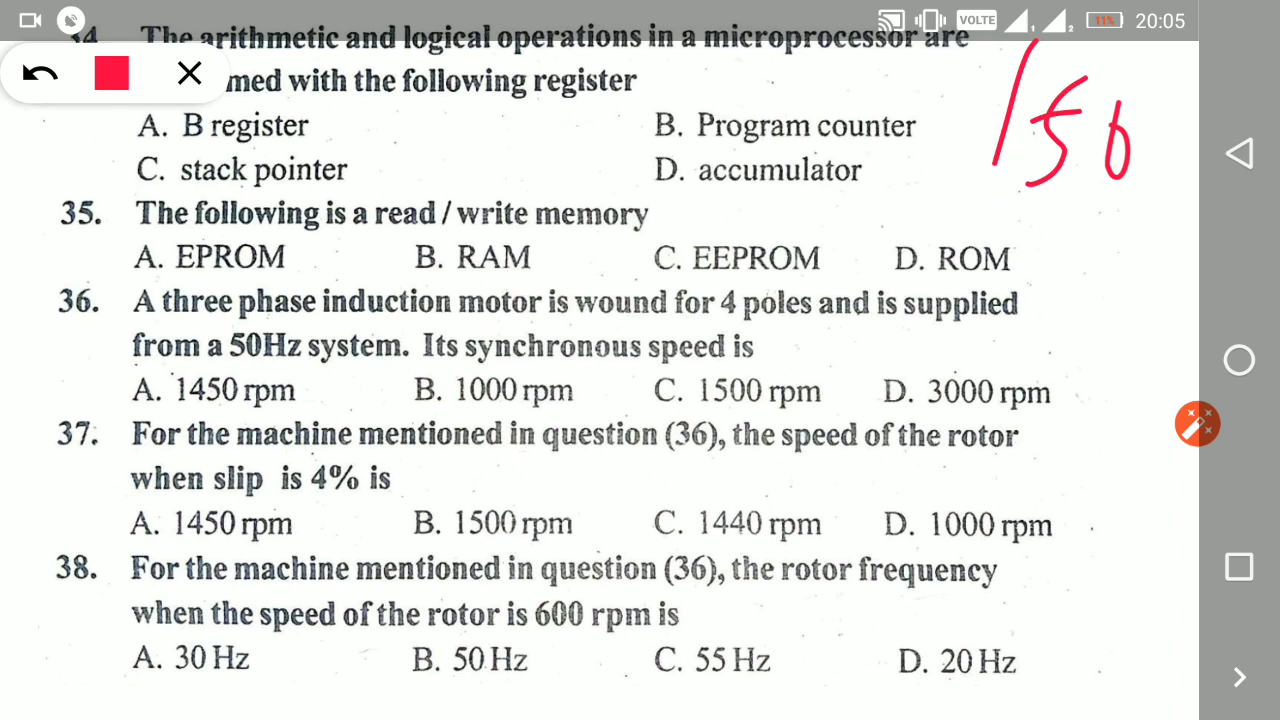 VOLTE 1 2 11% 20:05
34 The arithmetic and logical operations in a microprocessor are
med with the following register
A. B register B. Program counter
C. stack pointer D. accumulator
150
35. The following is a read / write memory
A. EPROM B. RAM C. EEPROM D. ROM
36. A three phase induction motor is wound for 4 poles and is supplied
from a 50Hz system. Its synchronous speed is
A. 1450 rpm B. 1000 rpm C. 1500 rpm D. 3000 rpm
37. For the machine mentioned in question (36), the speed of the rotor
when slip is 4% is
A. 1450 rpm B. 1500 rpm C. 1440 rpm D. 1000 rpm
38. For the machine mentioned in question (36), the rotor frequency
when the speed of the rotor is 600 rpm is
A. 30 Hz B. 50 Hz C. 55 Hz D. 20 Hz